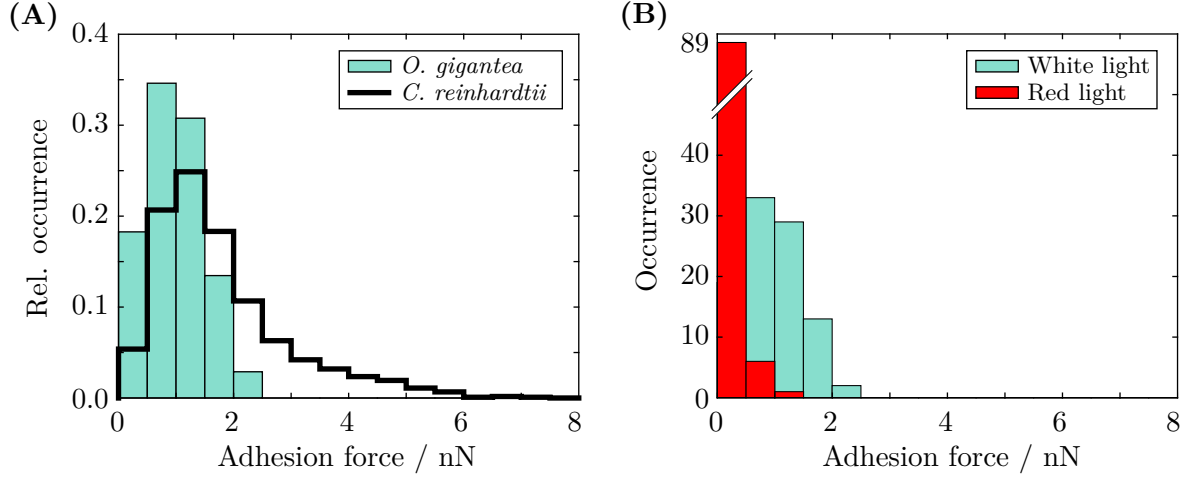 (A)
0.4
0.3
0.2
0.1
0.0
Rel. occurrence
O. gigantea
C. reinhardtii
0 2 4 6 8
Adhesion force / nN
(B)
89
40
30
20
10
0
Occurrence
White light
Red light
0 2 4 6 8
Adhesion force / nN